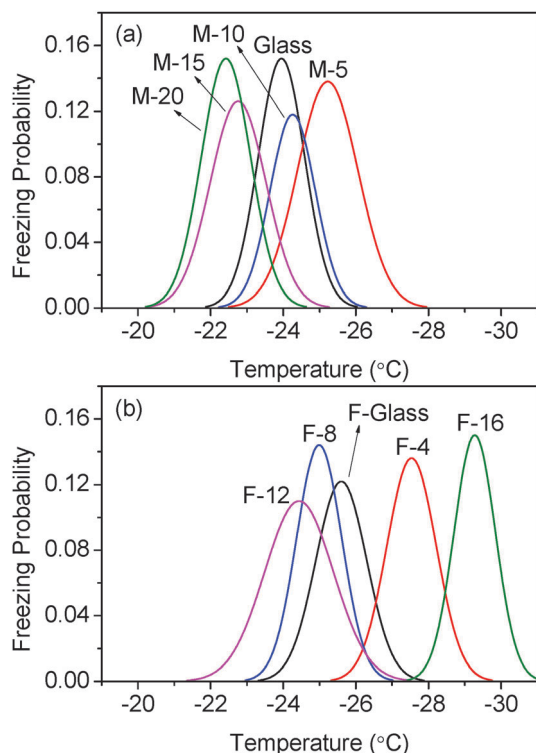 (a)
M-10
Glass
M-15
M-5
M-20
Freezing Probability
0.16
0.12
0.08
0.04
0.00
-20 -22 -24 -26 -28 -30
Temperature (°C)
(b)
F-Glass
F-16
F-8
F-4
F-12
Freezing Probability
0.16
0.12
0.08
0.04
0.00
-20 -22 -24 -26 -28 -30
Temperature (°C)